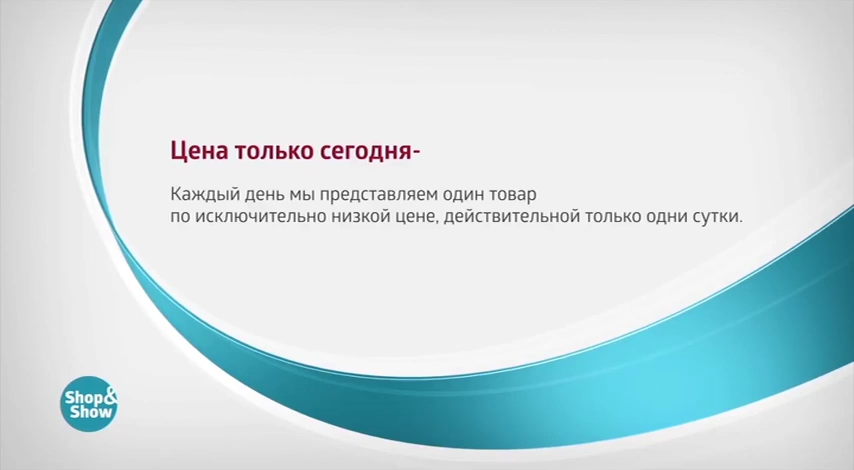 Цена только сегодня-
Каждый день мы представляем один товар
по исключительно низкой цене, действительной только одни сутки.
Shop&
Show